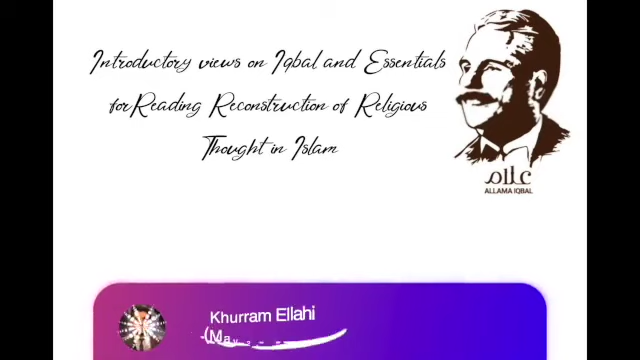 Introductory views on Iqbal and Essentials
forReading Reconstruction of Religious
Thought in Islam
علامہ
ALLAMA IQBAL
Khurram Ellahi